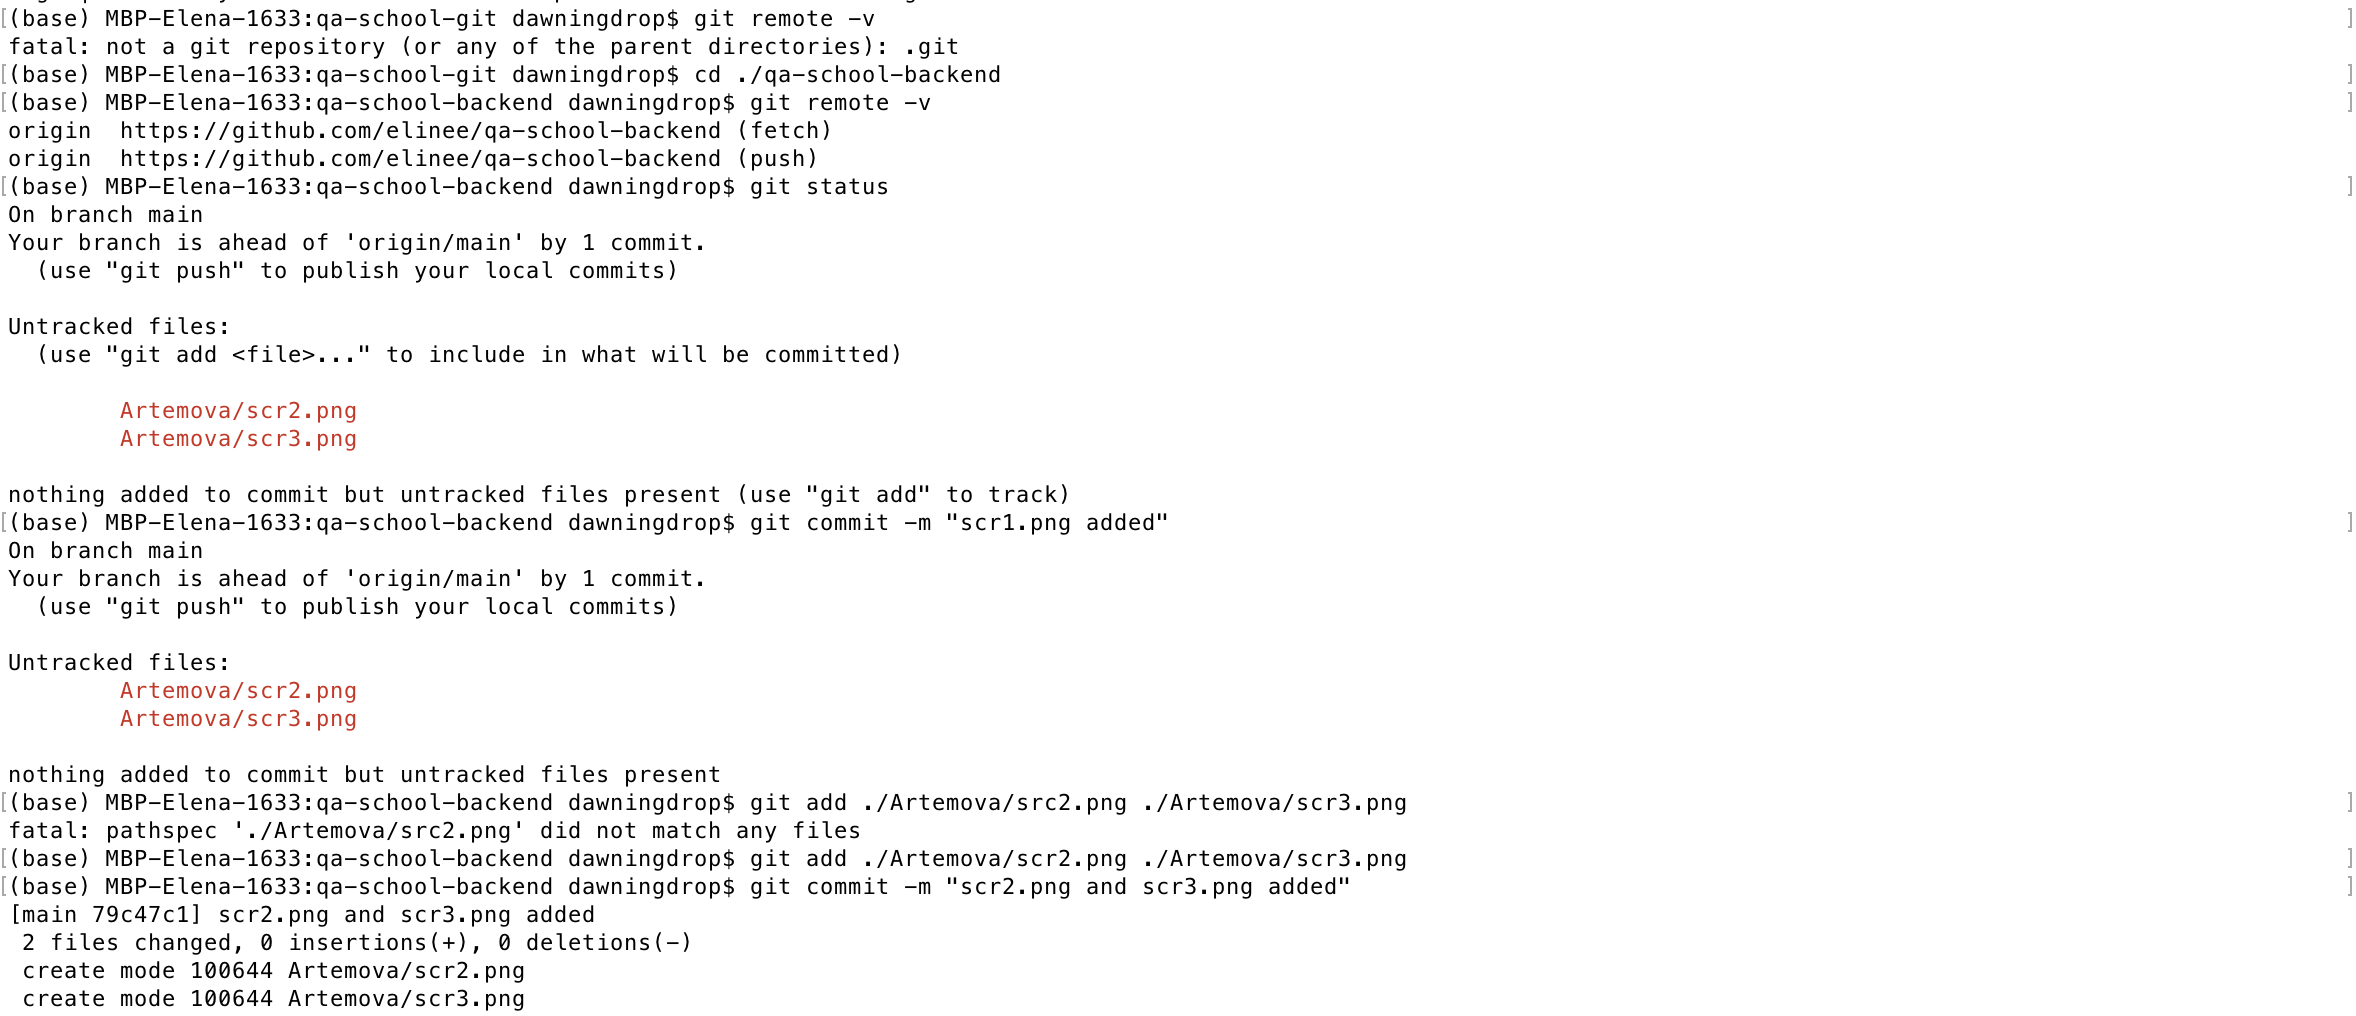 [(base) MBP-Elena-1633:qa-school-git dawningdrop$ git remote -v ]
fatal: not a git repository (or any of the parent directories): .git
[(base) MBP-Elena-1633:qa-school-git dawningdrop$ cd ./qa-school-backend ]
[(base) MBP-Elena-1633:qa-school-backend dawningdrop$ git remote -v ]
origin  https://github.com/elinee/qa-school-backend (fetch)
origin  https://github.com/elinee/qa-school-backend (push)
[(base) MBP-Elena-1633:qa-school-backend dawningdrop$ git status ]
On branch main
Your branch is ahead of 'origin/main' by 1 commit.
  (use "git push" to publish your local commits)
Untracked files:
  (use "git add <file>..." to include in what will be committed)
        Artemova/scr2.png
        Artemova/scr3.png
nothing added to commit but untracked files present (use "git add" to track)
[(base) MBP-Elena-1633:qa-school-backend dawningdrop$ git commit -m "scr1.png added" ]
On branch main
Your branch is ahead of 'origin/main' by 1 commit.
  (use "git push" to publish your local commits)
Untracked files:
        Artemova/scr2.png
        Artemova/scr3.png
nothing added to commit but untracked files present
[(base) MBP-Elena-1633:qa-school-backend dawningdrop$ git add ./Artemova/src2.png ./Artemova/scr3.png ]
fatal: pathspec './Artemova/src2.png' did not match any files
[(base) MBP-Elena-1633:qa-school-backend dawningdrop$ git add ./Artemova/scr2.png ./Artemova/scr3.png ]
[(base) MBP-Elena-1633:qa-school-backend dawningdrop$ git commit -m "scr2.png and scr3.png added" ]
[main 79c47c1] scr2.png and scr3.png added
 2 files changed, 0 insertions(+), 0 deletions(-)
 create mode 100644 Artemova/scr2.png
 create mode 100644 Artemova/scr3.png